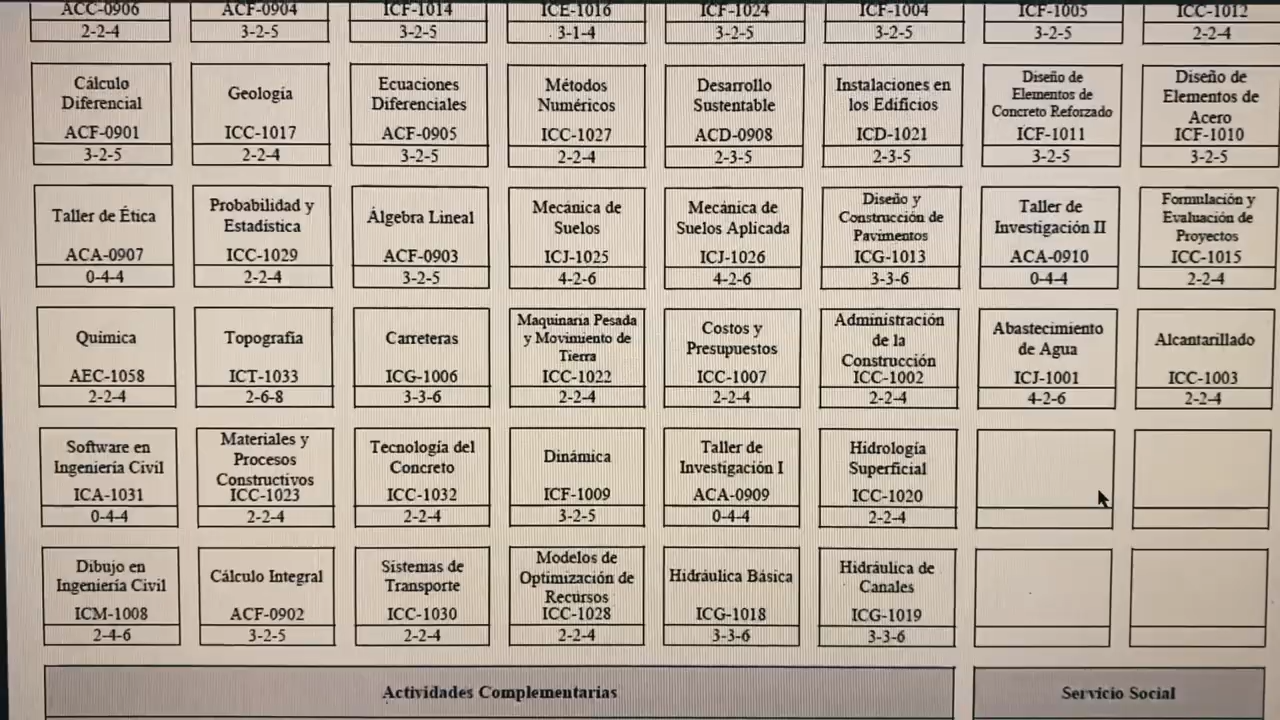 ACC-0906 ACF-0904 ICF-1014 ICE-1016 ICF-1024 ICF-1004 ICF-1005 ICC-1012
2-2-4 3-2-5 3-2-5 3-1-4 3-2-5 3-2-5 3-2-5 2-2-4
Cálculo
Diferencial
ACF-0901
3-2-5
Geología
ICC-1017
2-2-4
Ecuaciones
Diferenciales
ACF-0905
3-2-5
Métodos
Numéricos
ICC-1027
2-2-4
Desarrollo
Sustentable
ACD-0908
2-3-5
Instalaciones en
los Edificios
ICD-1021
2-3-5
Diseño de
Elementos de
Concreto Reforzado
ICF-1011
3-2-5
Diseño de
Elementos de
Acero
ICF-1010
3-2-5
Taller de Ética
ACA-0907
0-4-4
Probabilidad y
Estadística
ICC-1029
2-2-4
Álgebra Lineal
ACF-0903
3-2-5
Mecánica de
Suelos
ICJ-1025
4-2-6
Mecánica de
Suelos Aplicada
ICJ-1026
4-2-6
Diseño y
Construcción de
Pavimentos
ICG-1013
3-3-6
Taller de
Investigación II
ACA-0910
0-4-4
Formulación y
Evaluación de
Proyectos
ICC-1015
2-2-4
Química
AEC-1058
2-2-4
Topografía
ICT-1033
2-6-8
Carreteras
ICG-1006
3-3-6
Maquinaria Pesada
y Movimiento de
Tierra
ICC-1022
2-2-4
Costos y
Presupuestos
ICC-1007
2-2-4
Administración
de la
Construcción
ICC-1002
2-2-4
Abastecimiento
de Agua
ICJ-1001
4-2-6
Alcantarillado
ICC-1003
2-2-4
Software en
Ingeniería Civil
ICA-1031
0-4-4
Materiales y
Procesos
Constructivos
ICC-1023
2-2-4
Tecnología del
Concreto
ICC-1032
2-2-4
Dinámica
ICF-1009
3-2-5
Taller de
Investigación I
ACA-0909
0-4-4
Hidrología
Superficial
ICC-1020
2-2-4
Dibujo en
Ingeniería Civil
ICM-1008
2-4-6
Cálculo Integral
ACF-0902
3-2-5
Sistemas de
Transporte
ICC-1030
2-2-4
Modelos de
Optimización de
Recursos
ICC-1028
2-2-4
Hidráulica Básica
ICG-1018
3-3-6
Hidráulica de
Canales
ICG-1019
3-3-6
Actividades Complementarias
Servicio Social